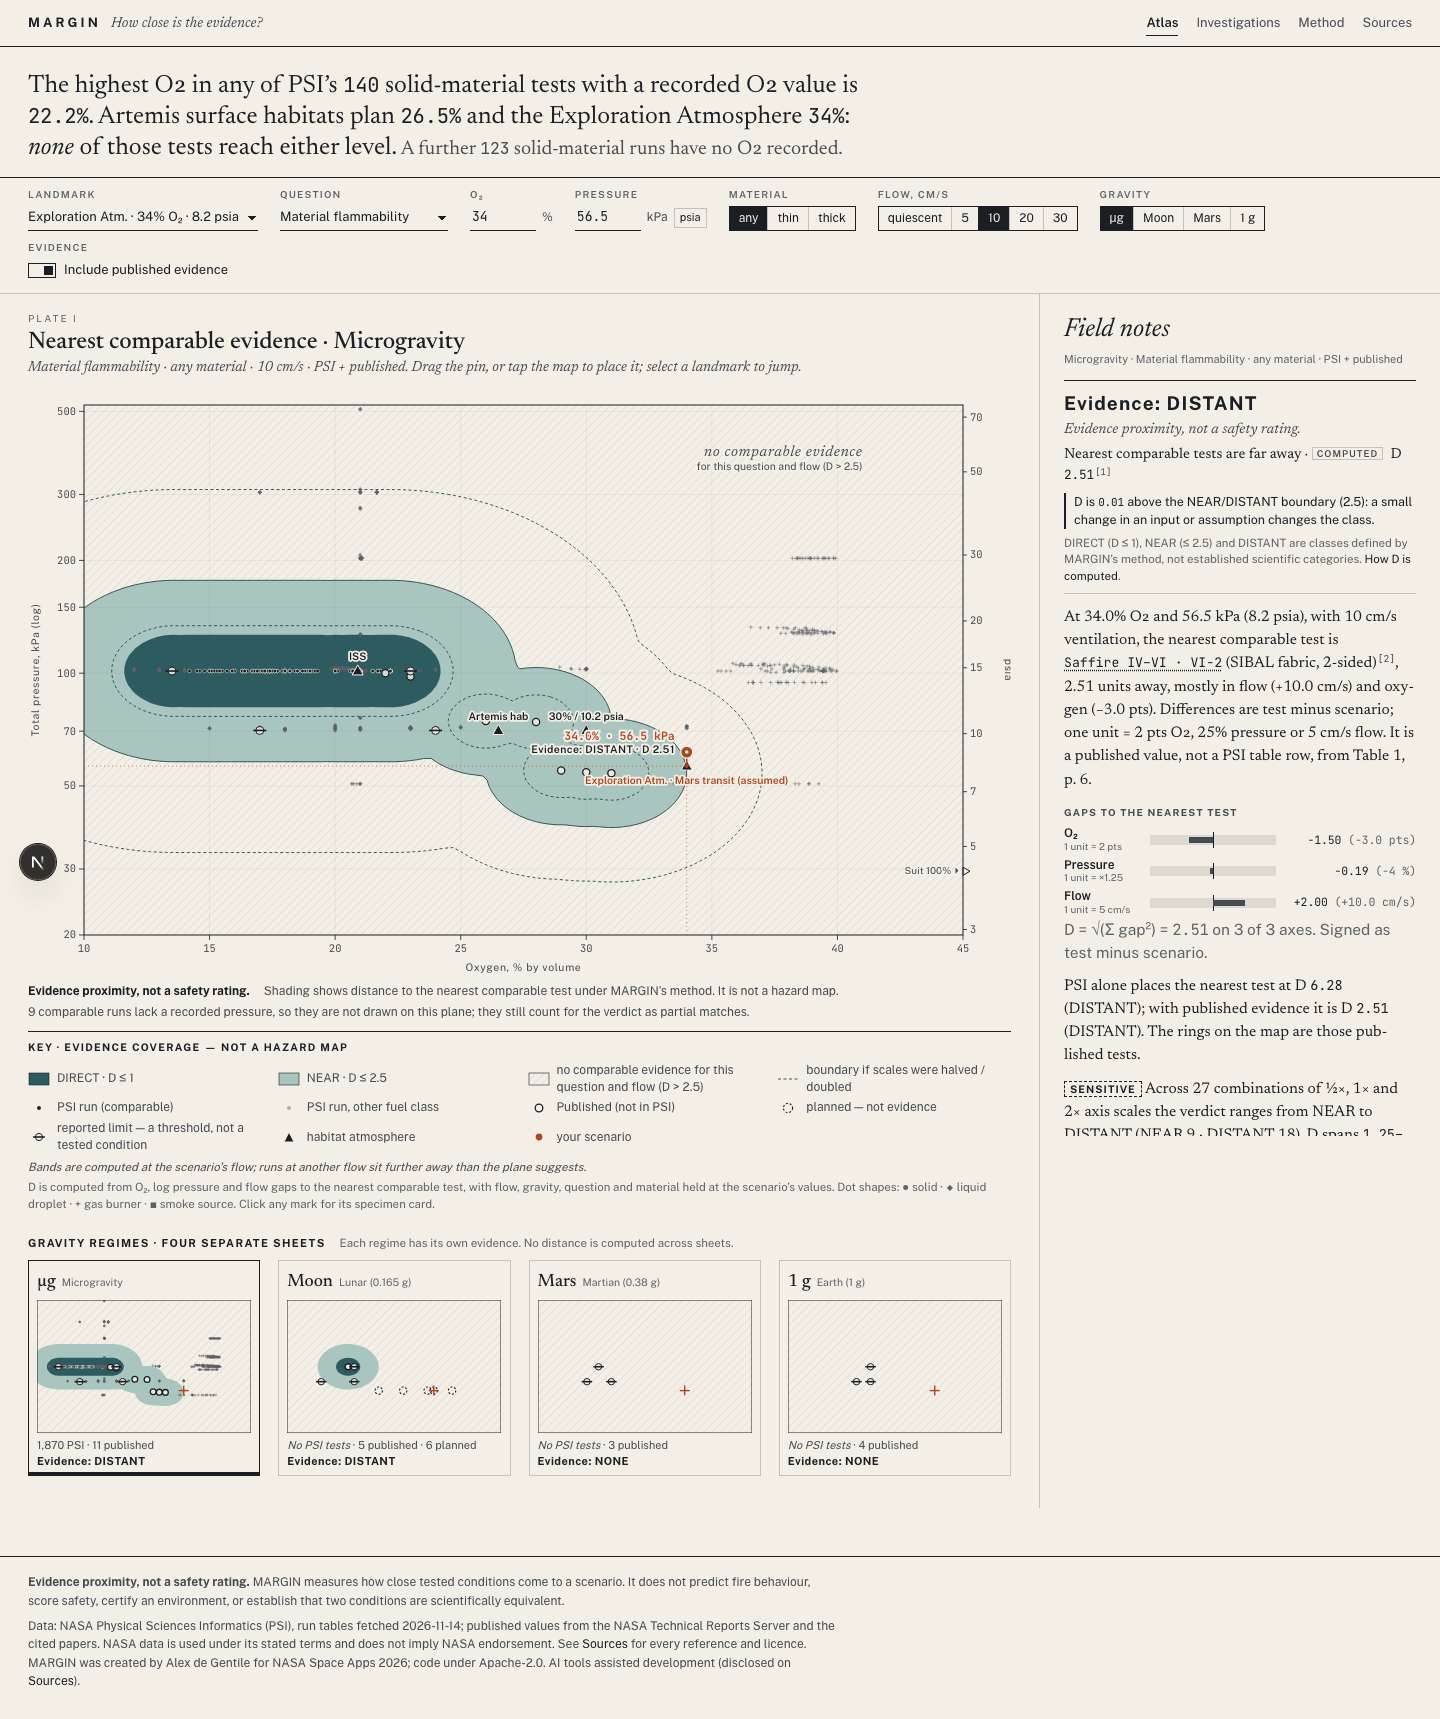 MARGIN How close is the evidence?
Atlas Investigations Method Sources
The highest O2 in any of PSI's 140 solid-material tests with a recorded O2 value is
22.2%. Artemis surface habitats plan 26.5% and the Exploration Atmosphere 34%:
none of those tests reach either level. A further 123 solid-material runs have no O2 recorded.
LANDMARK QUESTION O₂ PRESSURE MATERIAL FLOW, CM/S GRAVITY
Exploration Atm. · 34% O₂ · 8.2 psia Material flammability 34 % 56.5 kPa psia any thin thick quiescent 5 10 20 30 µg Moon Mars 1 g
EVIDENCE
Include published evidence
PLATE I
Nearest comparable evidence · Microgravity
Material flammability · any material · 10 cm/s · PSI + published. Drag the pin, or tap the map to place it; select a landmark to jump.
500
300
200
150
100
70
50
30
20
Total pressure, kPa (log)
70
50
30
20
15
10
7
5
3
psia
no comparable evidence
for this question and flow (D > 2.5)
ISS
Artemis hab
30% / 10.2 psia
34.0% · 56.5 kPa
Evidence: DISTANT · D 2.51
Exploration Atm. · Mars transit (assumed)
Suit 100%
10 15 20 25 30 35 40 45
Oxygen, % by volume
Evidence proximity, not a safety rating. Shading shows distance to the nearest comparable test under MARGIN's method. It is not a hazard map.
9 comparable runs lack a recorded pressure, so they are not drawn on this plane; they still count for the verdict as partial matches.
KEY · EVIDENCE COVERAGE — NOT A HAZARD MAP
DIRECT · D ≤ 1
NEAR · D ≤ 2.5
no comparable evidence for this
question and flow (D > 2.5)
boundary if scales were halved /
doubled
PSI run (comparable)
PSI run, other fuel class
Published (not in PSI)
planned — not evidence
reported limit — a threshold, not a
tested condition
habitat atmosphere
your scenario
Bands are computed at the scenario's flow; runs at another flow sit further away than the plane suggests.
D is computed from O₂, log pressure and flow gaps to the nearest comparable test, with flow, gravity, question and material held at the scenario's values. Dot shapes: ● solid · ◆ liquid
droplet · + gas burner · ■ smoke source. Click any mark for its specimen card.
GRAVITY REGIMES · FOUR SEPARATE SHEETS Each regime has its own evidence. No distance is computed across sheets.
µg Microgravity
1,870 PSI · 11 published
Evidence: DISTANT
Moon Lunar (0.165 g)
No PSI tests · 5 published · 6 planned
Evidence: DISTANT
Mars Martian (0.38 g)
No PSI tests · 3 published
Evidence: NONE
1 g Earth (1 g)
No PSI tests · 4 published
Evidence: NONE
Field notes
Microgravity · Material flammability · any material · PSI + published
Evidence: DISTANT
Evidence proximity, not a safety rating.
Nearest comparable tests are far away · COMPUTED D
2.51[1]
D is 0.01 above the NEAR/DISTANT boundary (2.5): a small
change in an input or assumption changes the class.
DIRECT (D ≤ 1), NEAR (≤ 2.5) and DISTANT are classes defined by
MARGIN's method, not established scientific categories. How D is
computed.
At 34.0% O2 and 56.5 kPa (8.2 psia), with 10 cm/s
ventilation, the nearest comparable test is
Saffire IV–VI · VI-2 (SIBAL fabric, 2-sided)[2],
2.51 units away, mostly in flow (+10.0 cm/s) and oxy-
gen (−3.0 pts). Differences are test minus scenario;
one unit = 2 pts O2, 25% pressure or 5 cm/s flow. It is
a published value, not a PSI table row, from Table 1,
p. 6.
GAPS TO THE NEAREST TEST
O₂
1 unit = 2 pts
-1.50 (-3.0 pts)
Pressure
1 unit = ×1.25
-0.19 (-4 %)
Flow
1 unit = 5 cm/s
+2.00 (+10.0 cm/s)
D = √(Σ gap²) = 2.51 on 3 of 3 axes. Signed as
test minus scenario.
PSI alone places the nearest test at D 6.28
(DISTANT); with published evidence it is D 2.51
(DISTANT). The rings on the map are those pub-
lished tests.
SENSITIVE Across 27 combinations of ½×, 1× and
2× axis scales the verdict ranges from NEAR to
DISTANT (NEAR 9 · DISTANT 18). D spans 1.25–
Evidence proximity, not a safety rating. MARGIN measures how close tested conditions come to a scenario. It does not predict fire behaviour,
score safety, certify an environment, or establish that two conditions are scientifically equivalent.
Data: NASA Physical Sciences Informatics (PSI), run tables fetched 2026-11-14; published values from the NASA Technical Reports Server and the
cited papers. NASA data is used under its stated terms and does not imply NASA endorsement. See Sources for every reference and licence.
MARGIN was created by Alex de Gentile for NASA Space Apps 2026; code under Apache-2.0. AI tools assisted development (disclosed on
Sources).